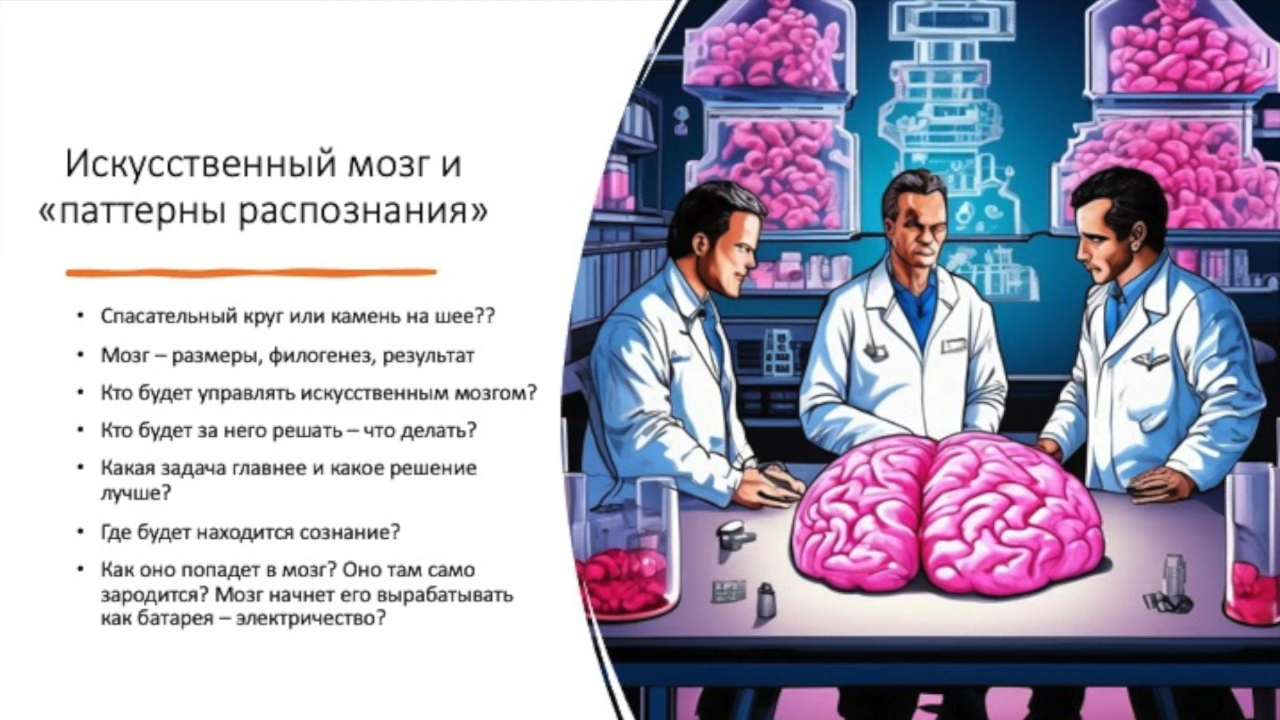 Искусственный мозг и
«паттерны распознания»
• Спасательный круг или камень на шее??
• Мозг – размеры, филогенез, результат
• Кто будет управлять искусственным мозгом?
• Кто будет за него решать – что делать?
• Какая задача главнее и какое решение
лучше?
• Где будет находится сознание?
• Как оно попадет в мозг? Оно там само
зародится? Мозг начнет его вырабатывать
как батарея – электричество?